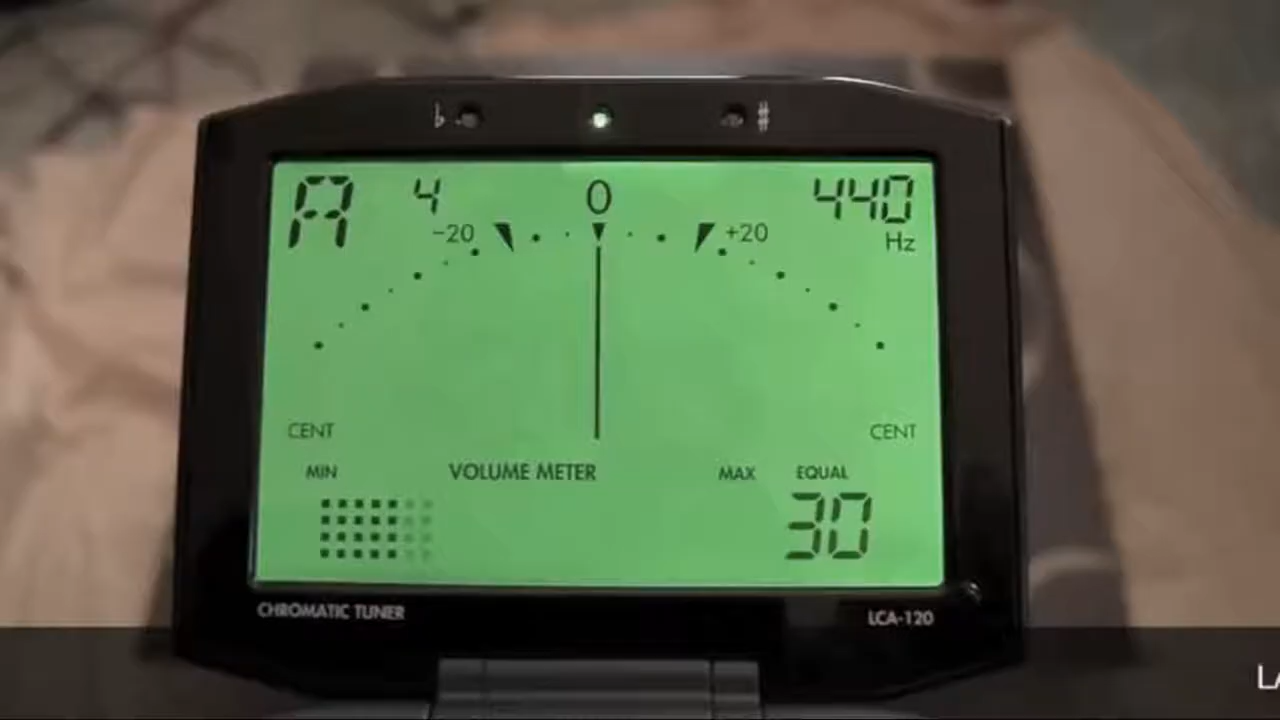 ♭ ♯
A 4 0 440
-20 +20 Hz
CENT CENT
MIN VOLUME METER MAX EQUAL
30
CHROMATIC TUNER LCA-120